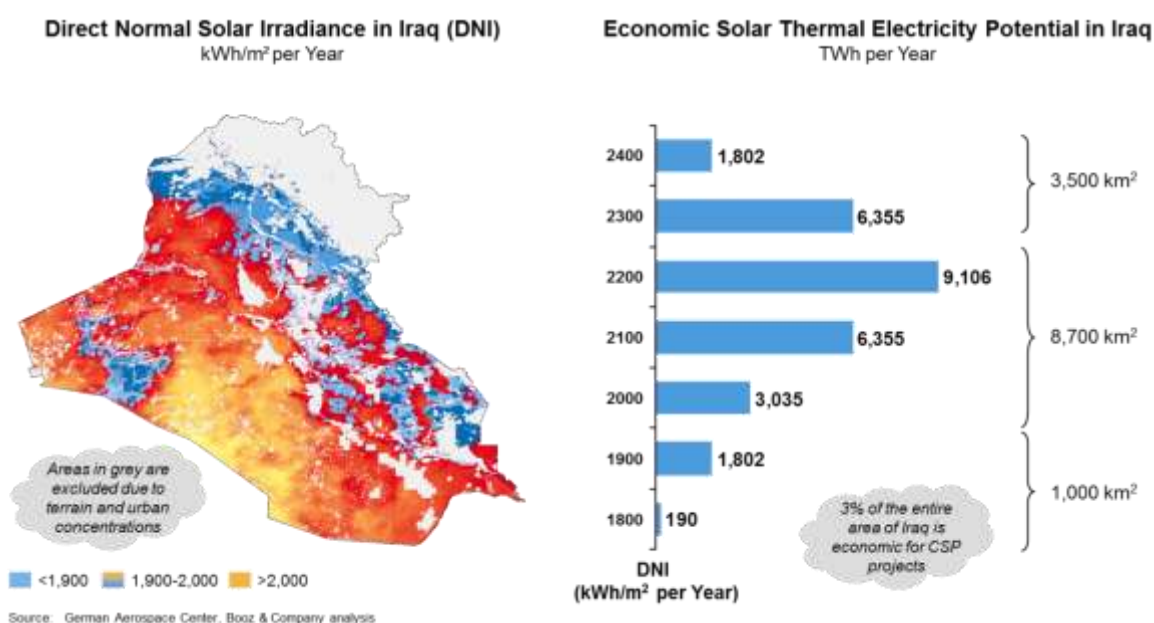 Direct Normal Solar Irradiance in Iraq (DNI)
kWh/m² per Year
Areas in grey are
excluded due to
terrain and urban
concentrations
<1,900
1,900-2,000
>2,000
Source: German Aerospace Center, Booz & Company analysis
Economic Solar Thermal Electricity Potential in Iraq
TWh per Year
2400
1,802
2300
6,355
3,500 km²
2200
9,106
2100
6,355
2000
3,035
8,700 km²
1900
1,802
1800
190
1,000 km²
3% of the entire
area of Iraq is
economic for CSP
projects
DNI
(kWh/m² per Year)